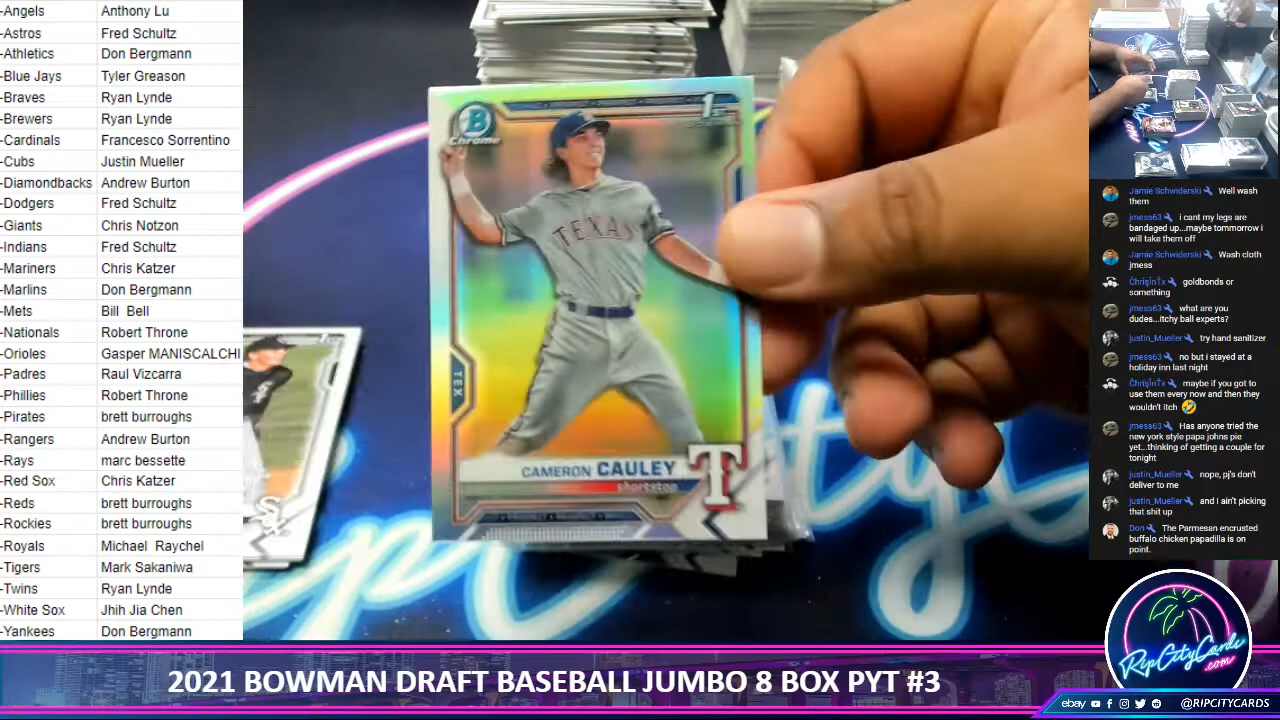 -Angels Anthony Lu
-Astros Fred Schultz
-Athletics Don Bergmann
-Blue Jays Tyler Greason
-Braves Ryan Lynde
-Brewers Ryan Lynde
-Cardinals Francesco Sorrentino
-Cubs Justin Mueller
-Diamondbacks Andrew Burton
-Dodgers Fred Schultz
-Giants Chris Notzon
-Indians Fred Schultz
-Mariners Chris Katzer
-Marlins Don Bergmann
-Mets Bill Bell
-Nationals Robert Throne
-Orioles Gasper MANISCALCHI
-Padres Raul Vizcarra
-Phillies Robert Throne
-Pirates brett burroughs
-Rangers Andrew Burton
-Rays marc bessette
-Red Sox Chris Katzer
-Reds brett burroughs
-Rockies brett burroughs
-Royals Michael Raychel
-Tigers Mark Sakaniwa
-Twins Ryan Lynde
-White Sox Jhih Jia Chen
-Yankees Don Bergmann
B
Chrome
1st
TEXAS
TEX
CAMERON CAULEY
shortstop
T
Jamie Schwiderski Well wash
them
jmess63 i cant my legs are
bandaged up...maybe tommorrow i
will take them off
Jamie Schwiderski Wash cloth
jmess
ČhrïşïnŤx goldbonds or
something
jmess63 what are you
dudes...itchy ball experts?
justin_Mueller try hand sanitizer
jmess63 no but i stayed at a
holiday inn last night
ČhrïşïnŤx maybe if you got to
use them every now and then they
wouldn't itch 🤣
jmess63 Has anyone tried the
new york style papa johns pie
yet...thinking of getting a couple for
tonight
justin_Mueller nope, pj's don't
deliver to me
justin_Mueller and i ain't picking
that shit up
Don The Parmesan encrusted
buffalo chicken papadilla is on
point.
RipCityCards
.com
2021 BOWMAN DRAFT BASEBALL JUMBO 8 BOX PYT #3
ebay @RIPCITYCARDS